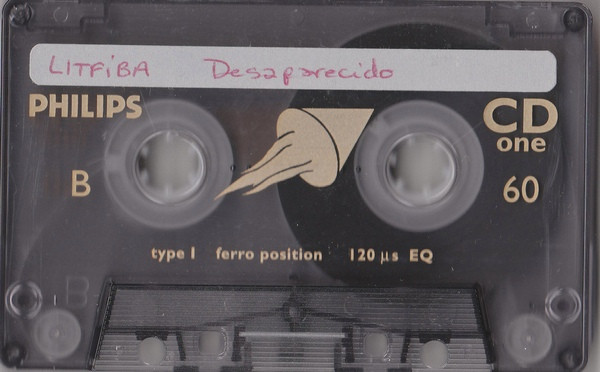 LITFIBA Desaparecido
PHILIPS
CD
one
B
60
type I ferro position 120 µs EQ
B